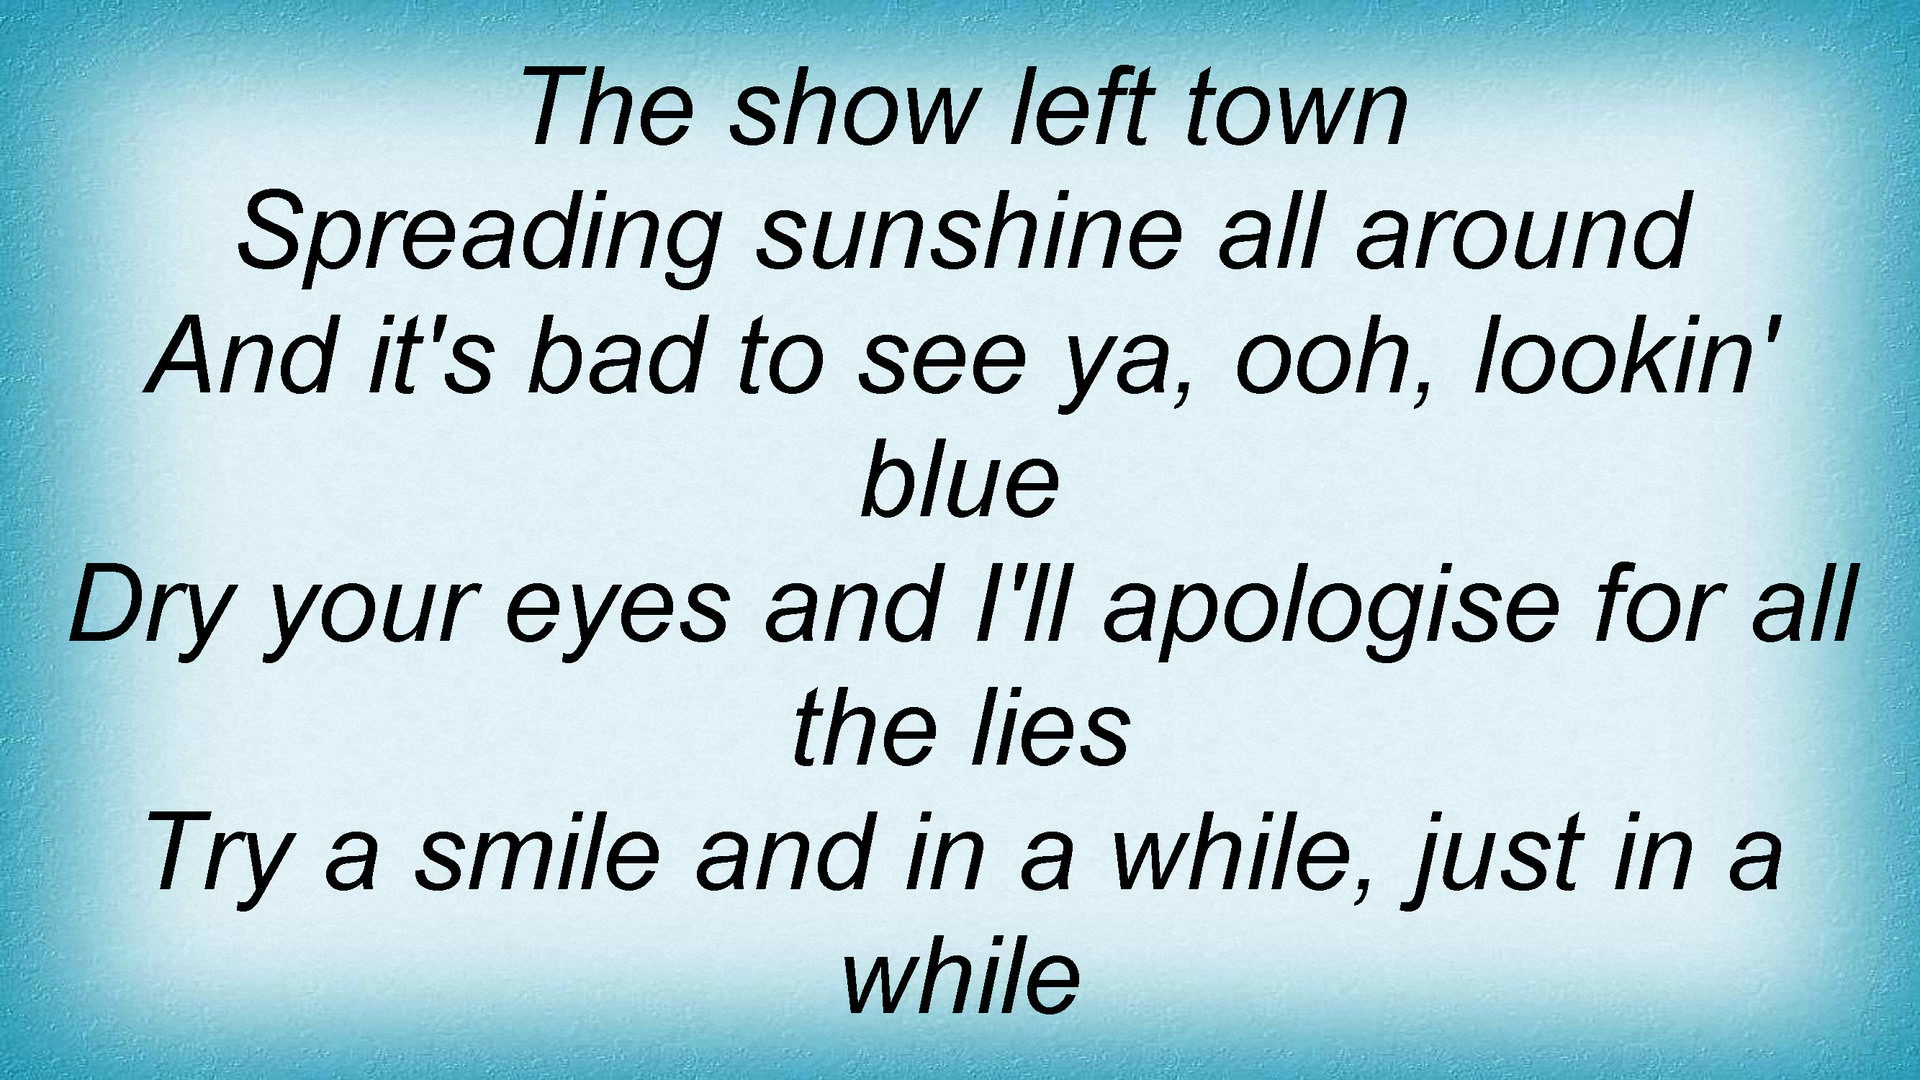 The show left town
Spreading sunshine all around
And it's bad to see ya, ooh, lookin'
blue
Dry your eyes and I'll apologise for all
the lies
Try a smile and in a while, just in a
while